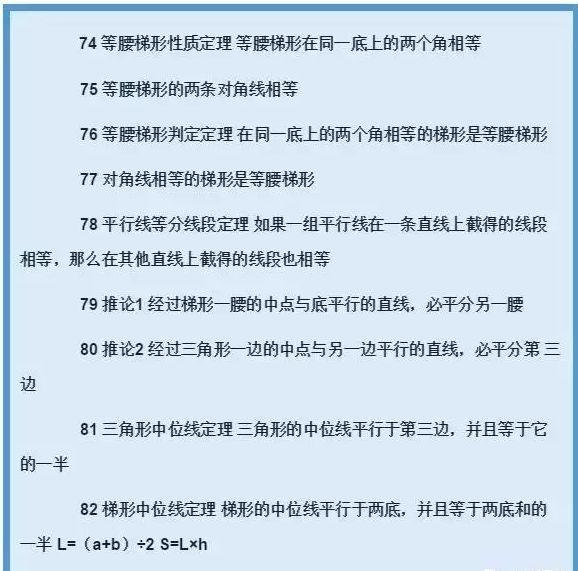 74 等腰梯形性质定理 等腰梯形在同一底上的两个角相等
75 等腰梯形的两条对角线相等
76 等腰梯形判定定理 在同一底上的两个角相等的梯形是等腰梯形
77 对角线相等的梯形是等腰梯形
78 平行线等分线段定理 如果一组平行线在一条直线上截得的线段
相等，那么在其他直线上截得的线段也相等
79 推论1 经过梯形一腰的中点与底平行的直线，必平分另一腰
80 推论2 经过三角形一边的中点与另一边平行的直线，必平分第 三
边
81 三角形中位线定理 三角形的中位线平行于第三边，并且等于它
的一半
82 梯形中位线定理 梯形的中位线平行于两底，并且等于两底和的
一半 L=（a+b）÷2 S=L×h